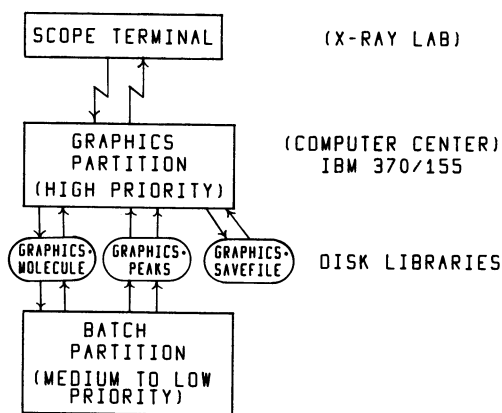 SCOPE TERMINAL
(X-RAY LAB)
GRAPHICS
PARTITION
(HIGH PRIORITY)
(COMPUTER CENTER)
IBM 370/155
GRAPHICS·
MOLECULE
GRAPHICS·
PEAKS
GRAPHICS·
SAVEFILE
DISK LIBRARIES
BATCH
PARTITION
(MEDIUM TO LOW
PRIORITY)